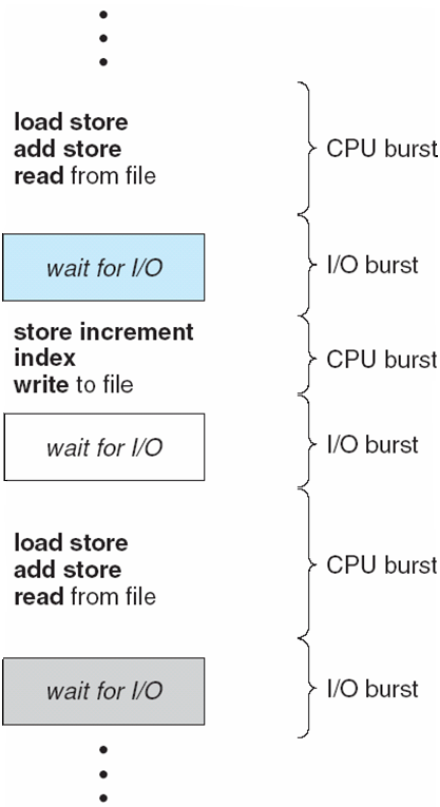 load store
add store
read from file
CPU burst
wait for I/O
I/O burst
store increment
index
write to file
CPU burst
wait for I/O
I/O burst
load store
add store
read from file
CPU burst
wait for I/O
I/O burst